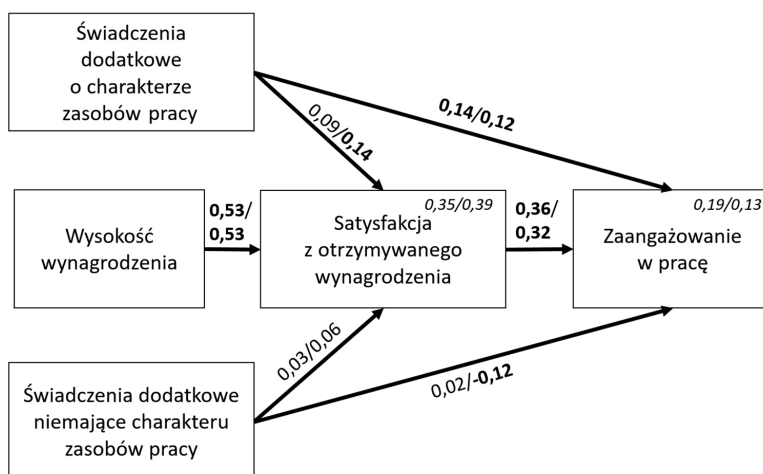 Świadczenia
dodatkowe
o charakterze
zasobów pracy
0,14/0,12
0,09/0,14
Wysokość
wynagrodzenia
0,53/
0,53
0,35/0,39
Satysfakcja
z otrzymywanego
wynagrodzenia
0,36/
0,32
0,19/0,13
Zaangażowanie
w pracę
0,03/0,06
0,02/-0,12
Świadczenia dodatkowe
niemające charakteru
zasobów pracy